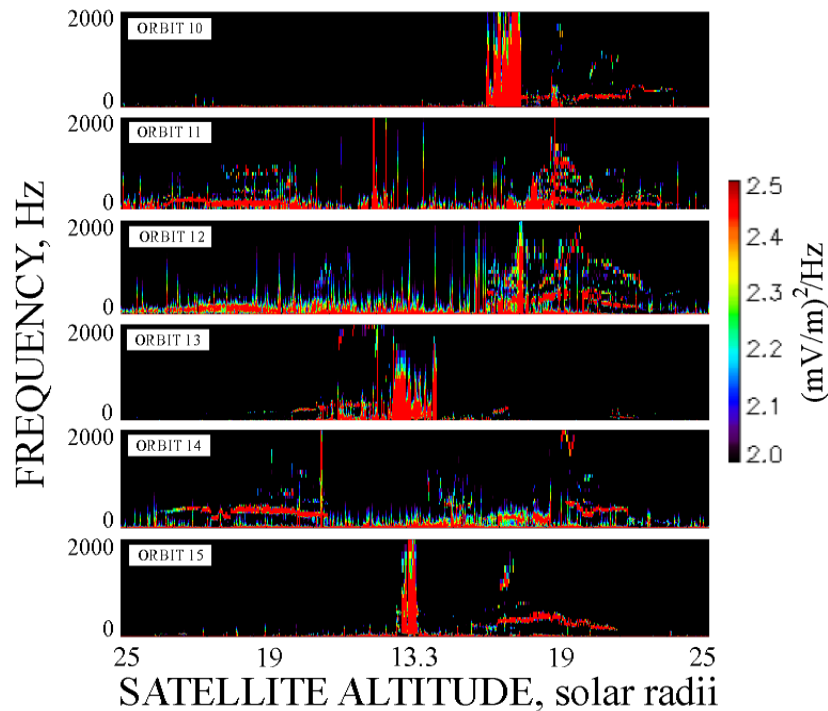 2000
ORBIT 10
0
2000
ORBIT 11
0
2000
ORBIT 12
0
2000
ORBIT 13
0
2000
ORBIT 14
0
2000
ORBIT 15
0
FREQUENCY, Hz
25 19 13.3 19 25
SATELLITE ALTITUDE, solar radii
2.5
2.4
2.3
2.2
2.1
2.0
(mV/m)²/Hz